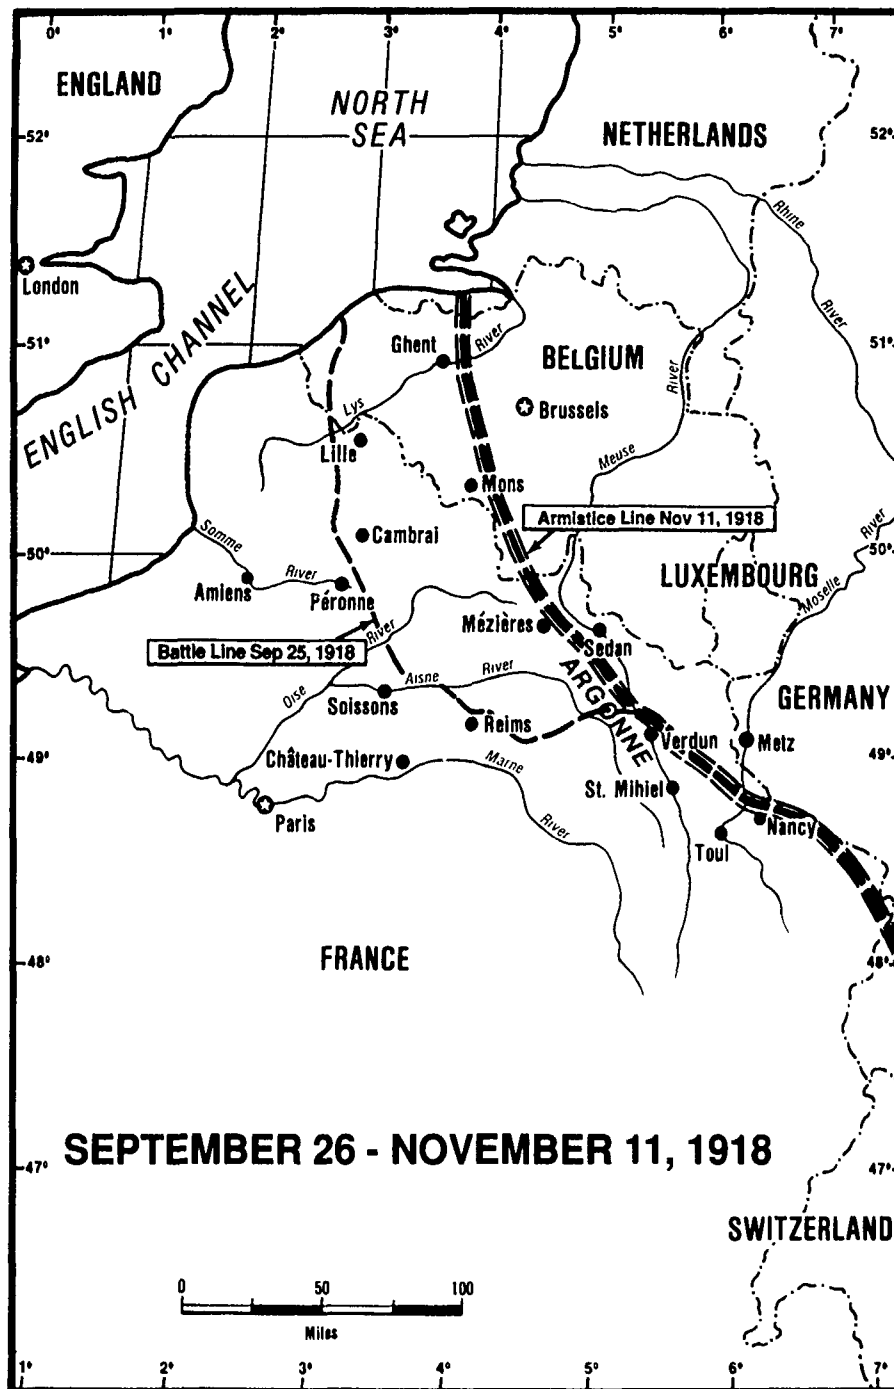 0° 1° 2° 3° 4° 5° 6° 7°
ENGLAND
NORTH
SEA
52°
NETHERLANDS
52°
Rhine
River
London
ENGLISH CHANNEL
51°
Ghent
River
BELGIUM
51°
Lys
Brussels
River
Lille
Meuse
Mons
Armistice Line Nov 11, 1918
Somme
Cambrai
River
50°
50°
LUXEMBOURG
Amiens
River
Péronne
Moselle
Mézières
River
Sedan
Battle Line Sep 25, 1918
ARGONNE
Oise
Aisne
River
GERMANY
Soissons
Reims
Verdun
Metz
49°
Château-Thierry
Marne
49°
St. Mihiel
Paris
River
Nancy
Toul
FRANCE
48°
48°
SEPTEMBER 26 - NOVEMBER 11, 1918
47°
47°
SWITZERLAND
0 50 100
Miles
1° 2° 3° 4° 5° 6° 7°